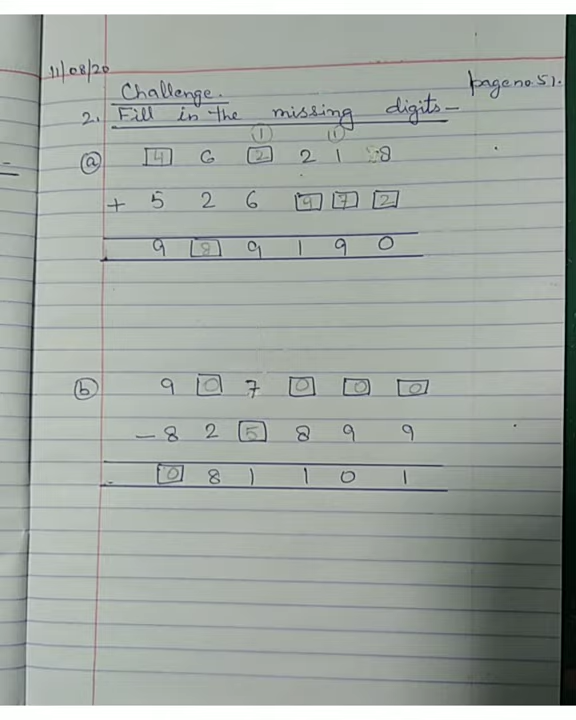 11/08/20
page no. 51.
Challenge.
2. Fill in the missing digits-
(1) (1)
(a) 4 6 2 2 1 8
+ 5 2 6 9 7 2
9 8 9 1 9 0
(b) 9 0 7 0 0 0
- 8 2 5 8 9 9
0 8 1 1 0 1